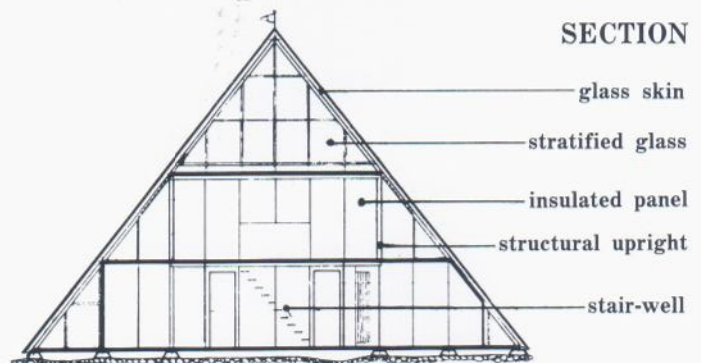 SECTION
glass skin
stratified glass
insulated panel
structural upright
stair-well